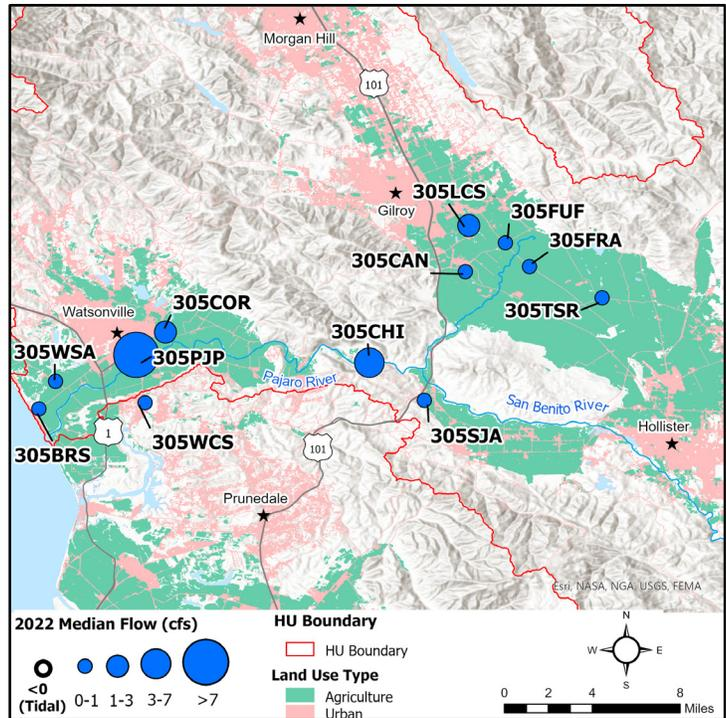 Morgan Hill
101
305LCS
Gilroy
305FUF
305FRA
305CAN
305TSR
305COR
Watsonville
305CHI
305WSA
305PJP
Pajaro River
San Benito River
305BRS
1
305WCS
305SJA
Hollister
101
Prunedale
Esri, NASA, NGA, USGS, FEMA
2022 Median Flow (cfs)
<0
(Tidal)
0-1
1-3
3-7
>7
HU Boundary
HU Boundary
Land Use Type
Agriculture
Urban
N
W
E
S
0 2 4 8
Miles